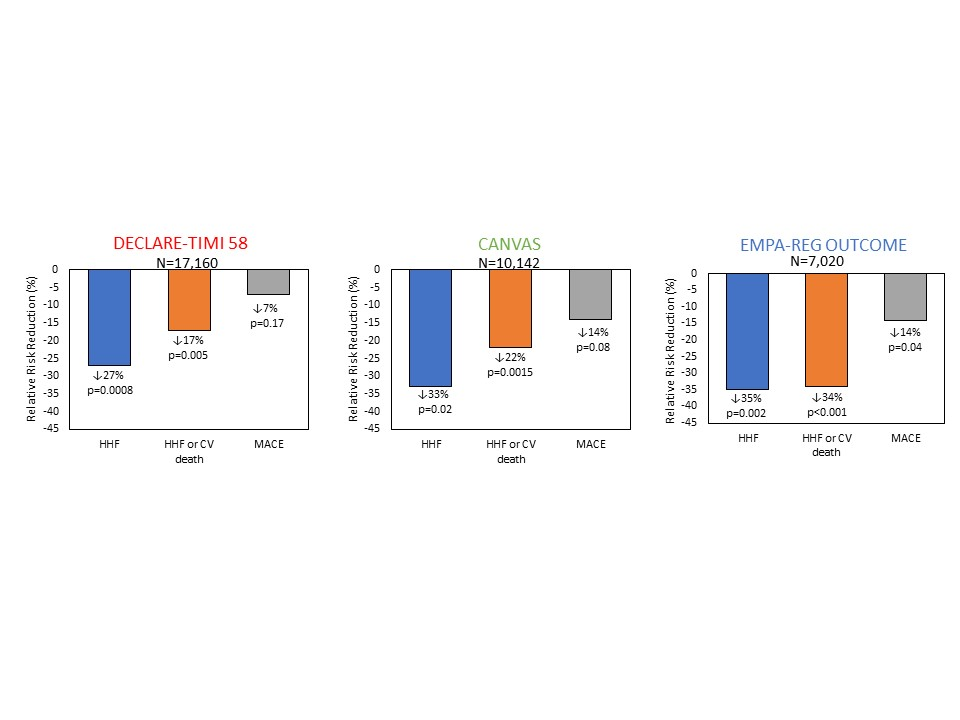 DECLARE-TIMI 58
N=17,160
Relative Risk Reduction (%)
0
-5
-10
-15
-20
-25
-30
-35
-40
-45
↓27%
p=0.0008
↓17%
p=0.005
↓7%
p=0.17
HHF
HHF or CV
death
MACE
CANVAS
N=10,142
Relative Risk Reduction (%)
0
-5
-10
-15
-20
-25
-30
-35
-40
-45
↓33%
p=0.02
↓22%
p=0.0015
↓14%
p=0.08
HHF
HHF or CV
death
MACE
EMPA-REG OUTCOME
N=7,020
Relative Risk Reduction (%)
0
-5
-10
-15
-20
-25
-30
-35
-40
-45
↓35%
p=0.002
↓34%
p<0.001
↓14%
p=0.04
HHF
HHF or CV
death
MACE